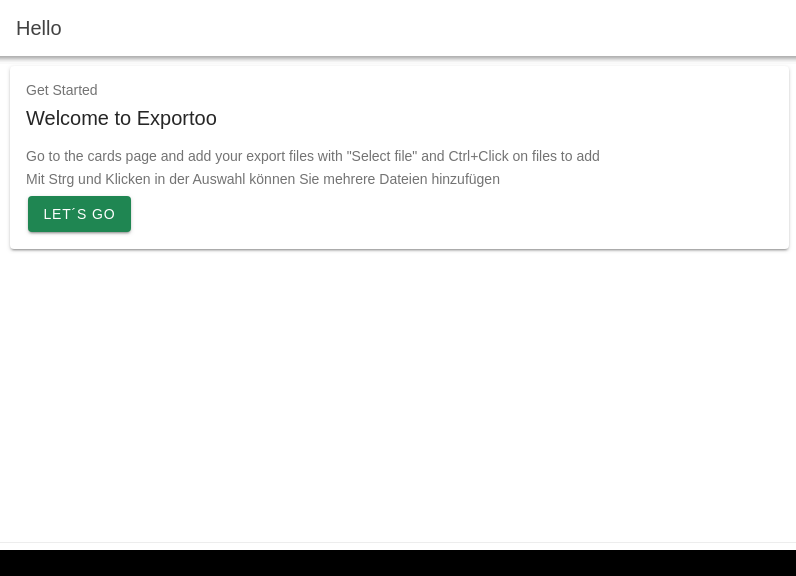 Hello
Get Started
Welcome to Exportoo
Go to the cards page and add your export files with "Select file" and Ctrl+Click on files to add
Mit Strg und Klicken in der Auswahl können Sie mehrere Dateien hinzufügen
LET´S GO